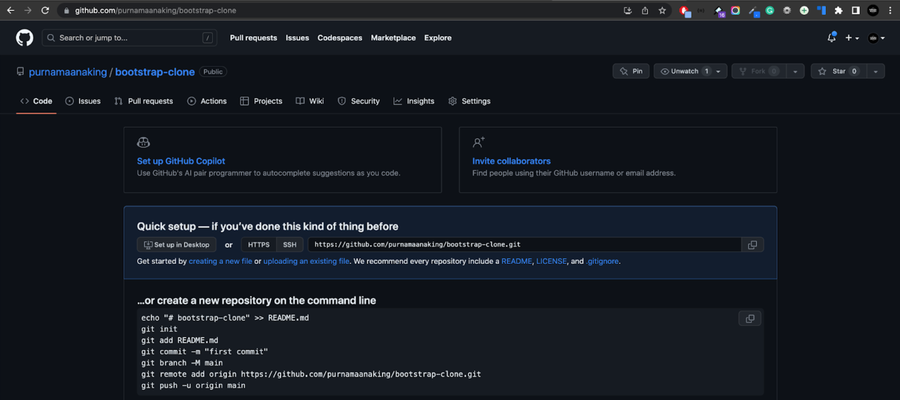 github.com/purnamaanaking/bootstrap-clone
Search or jump to... /
Pull requests Issues Codespaces Marketplace Explore
purnamaanaking / bootstrap-clone Public
Pin Unwatch 1 Fork 0 Star 0
Code Issues Pull requests Actions Projects Wiki Security Insights Settings
Set up GitHub Copilot
Use GitHub's AI pair programmer to autocomplete suggestions as you code.
Invite collaborators
Find people using their GitHub username or email address.
Quick setup — if you've done this kind of thing before
Set up in Desktop or HTTPS SSH https://github.com/purnamaanaking/bootstrap-clone.git
Get started by creating a new file or uploading an existing file. We recommend every repository include a README, LICENSE, and .gitignore.
...or create a new repository on the command line
echo "# bootstrap-clone" >> README.md
git init
git add README.md
git commit -m "first commit"
git branch -M main
git remote add origin https://github.com/purnamaanaking/bootstrap-clone.git
git push -u origin main